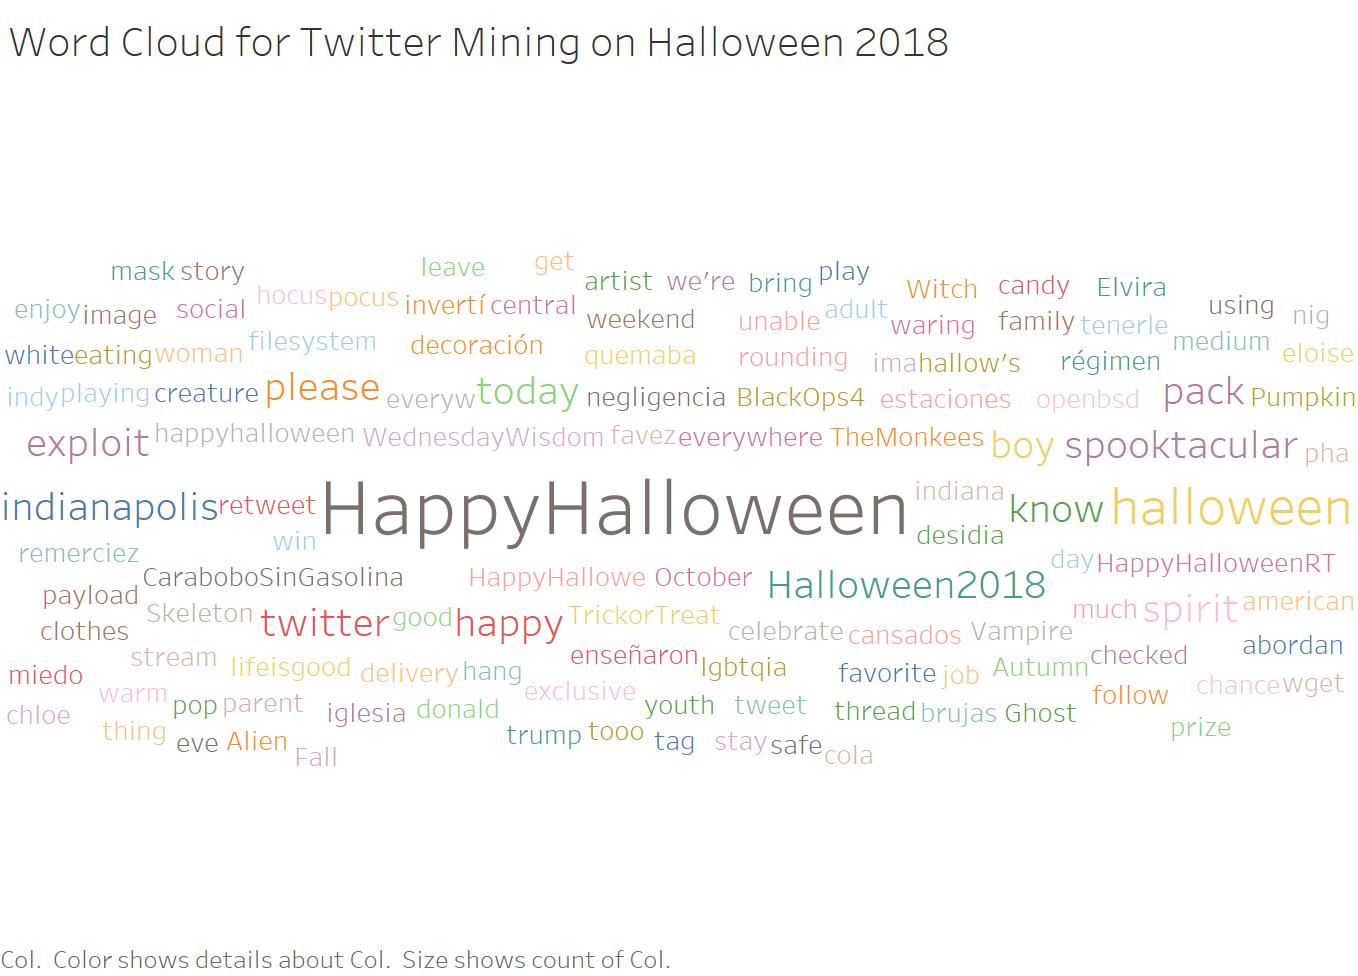 Word Cloud for Twitter Mining on Halloween 2018
mask story leave get artist we're bring play Witch candy Elvira using nig
enjoy image social hocus pocus invertí central weekend unable adult waring family tenerle medium eloise
white eating woman filesystem decoración quemaba rounding ima hallow's régimen
indy playing creature please everyw today negligencia BlackOps4 estaciones openbsd pack Pumpkin
exploit happyhalloween WednesdayWisdom favez everywhere TheMonkees boy spooktacular pha
indianapolis retweet HappyHalloween indiana know halloween
remerciez win desidia day HappyHalloweenRT
payload CaraboboSinGasolina HappyHallowe October Halloween2018 much spirit american
clothes Skeleton twitter good happy TrickorTreat celebrate cansados Vampire abordan
miedo stream lifeisgood delivery hang enseñaron lgbtqia favorite job Autumn checked
chloe warm pop parent iglesia donald exclusive youth tweet thread brujas Ghost follow chance wget
thing eve Alien Fall trump tooo tag stay safe cola prize
Col.  Color shows details about Col.  Size shows count of Col.